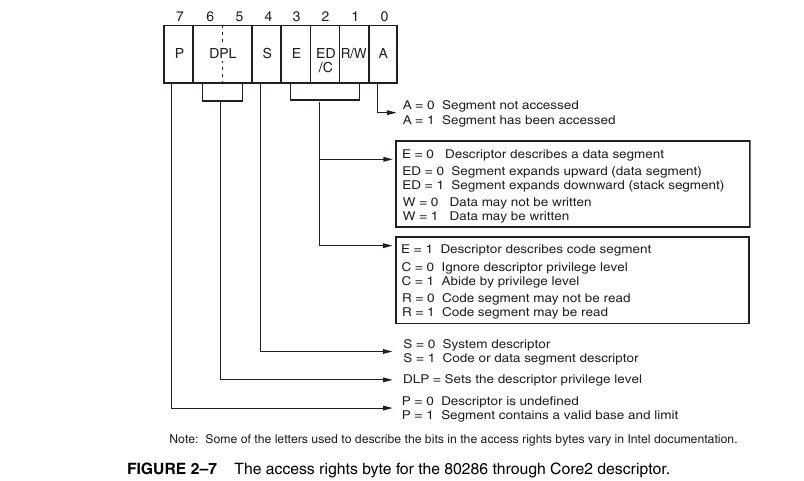 7 6 5 4 3 2 1 0
P DPL S E ED/C R/W A
A = 0 Segment not accessed
A = 1 Segment has been accessed
E = 0 Descriptor describes a data segment
ED = 0 Segment expands upward (data segment)
ED = 1 Segment expands downward (stack segment)
W = 0 Data may not be written
W = 1 Data may be written
E = 1 Descriptor describes code segment
C = 0 Ignore descriptor privilege level
C = 1 Abide by privilege level
R = 0 Code segment may not be read
R = 1 Code segment may be read
S = 0 System descriptor
S = 1 Code or data segment descriptor
DLP = Sets the descriptor privilege level
P = 0 Descriptor is undefined
P = 1 Segment contains a valid base and limit
Note: Some of the letters used to describe the bits in the access rights bytes vary in Intel documentation.
FIGURE 2–7 The access rights byte for the 80286 through Core2 descriptor.